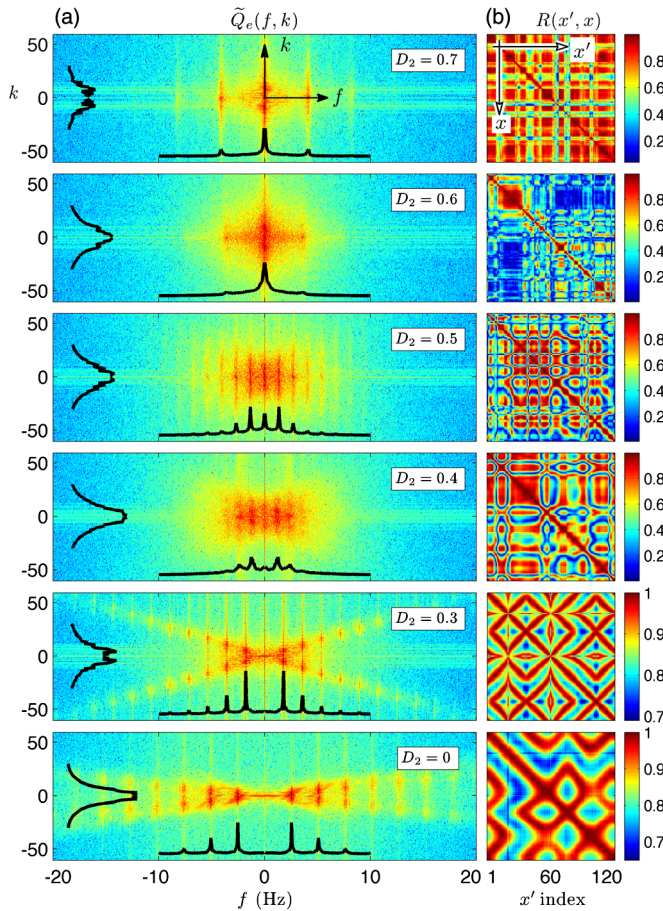 (a) Q̃e(f, k) (b) R(x′, x)
50 k D2 = 0.7 x′ 0.8
k 0 f 0.6
0.4
-50 x 0.2
50 D2 = 0.6 0.8
0 0.6
0.4
-50 0.2
50 D2 = 0.5 0.8
0 0.6
0.4
-50 0.2
50 D2 = 0.4 0.8
0 0.6
0.4
-50 0.2
50 D2 = 0.3 1
0.9
0 0.8
-50 0.7
50 D2 = 0 1
0.9
0 0.8
-50 0.7
-20 -10 0 10 20 1 60 120
f (Hz) x′ index